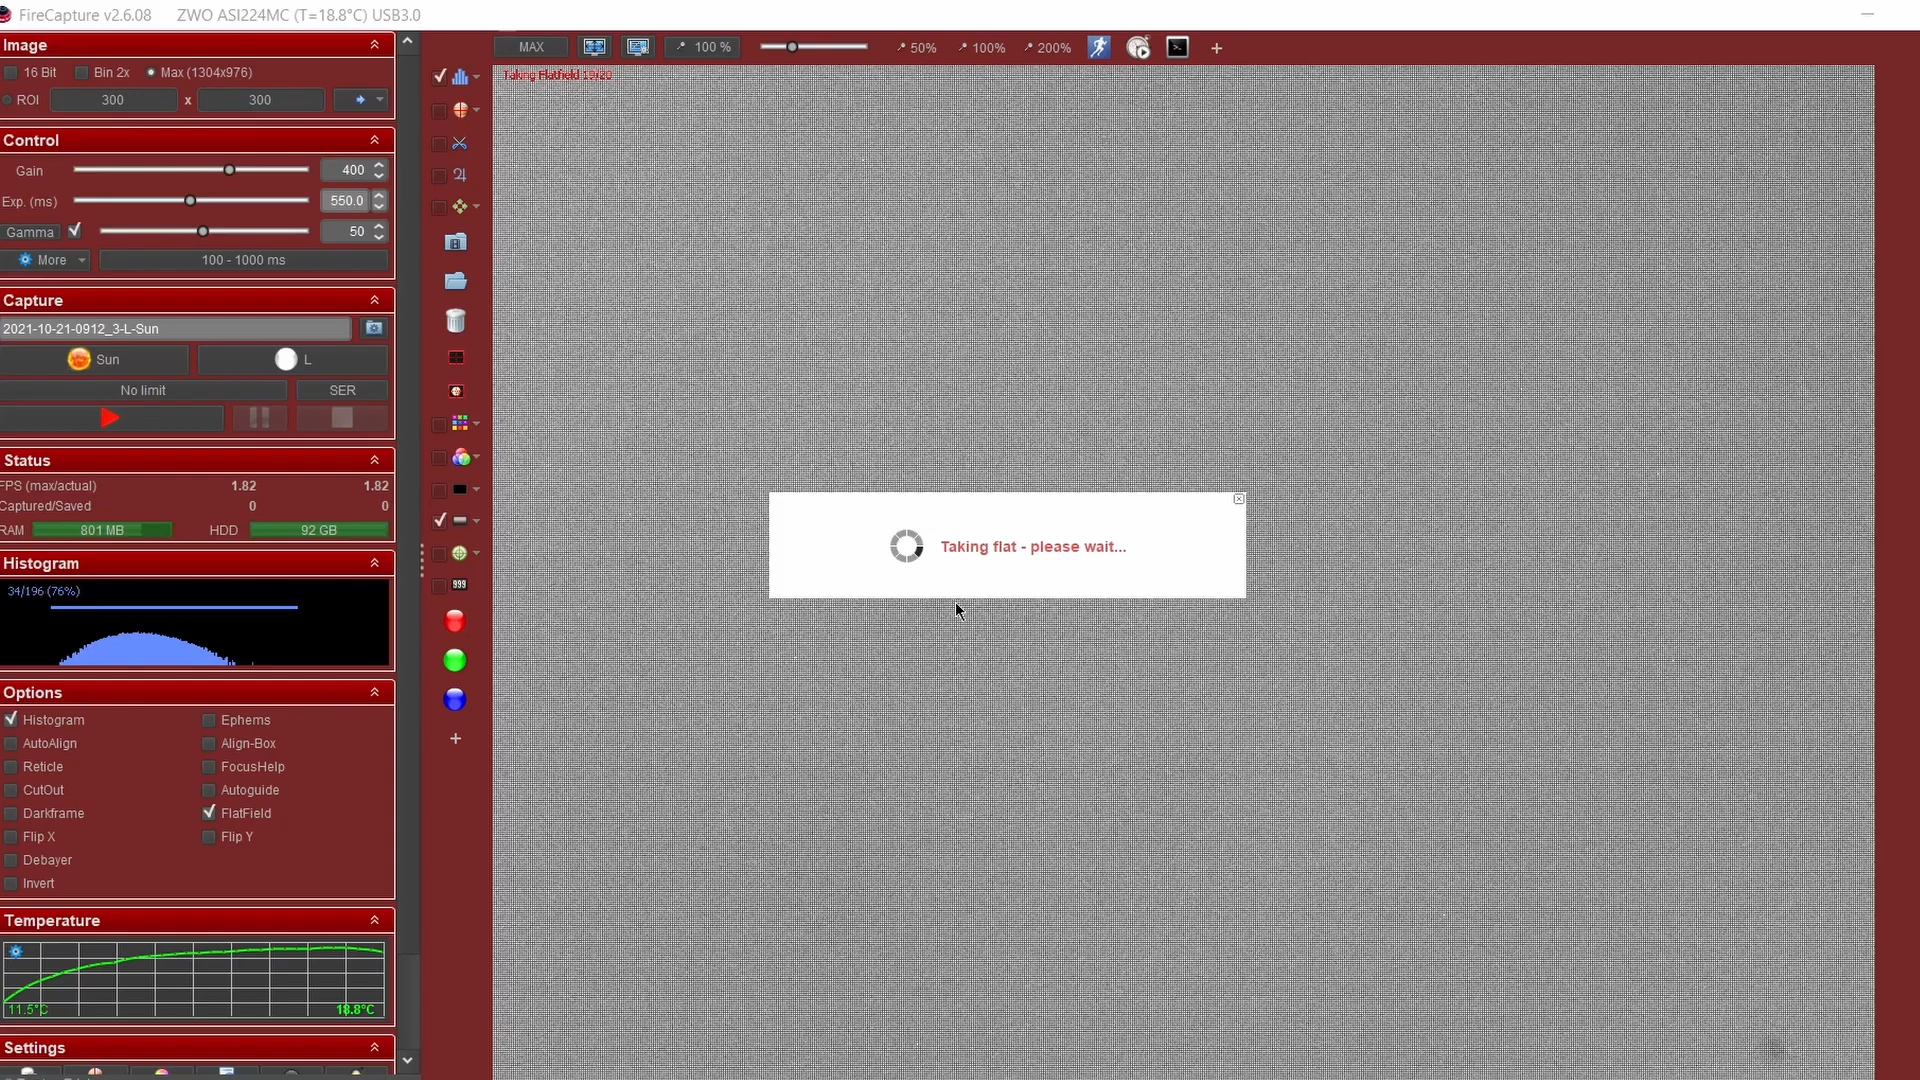 FireCapture v2.6.08 ZWO ASI224MC (T=18.8°C) USB3.0
Image
MAX
100 %
50%
100%
200%
16 Bit
Bin 2x
Max (1304x976)
Taking Flatfield 19/20
ROI
300
x
300
Control
Gain
400
Exp. (ms)
550.0
Gamma
50
More
100 - 1000 ms
Capture
2021-10-21-0912_3-L-Sun
Sun
L
No limit
SER
Status
FPS (max/actual) 1.82 1.82
Captured/Saved 0 0
RAM 801 MB HDD 92 GB
Taking flat - please wait...
Histogram
34/196 (76%)
999
Options
Histogram
Ephems
AutoAlign
Align-Box
Reticle
FocusHelp
CutOut
Autoguide
Darkframe
FlatField
Flip X
Flip Y
Debayer
Invert
Temperature
11.5°C
18.8°C
Settings